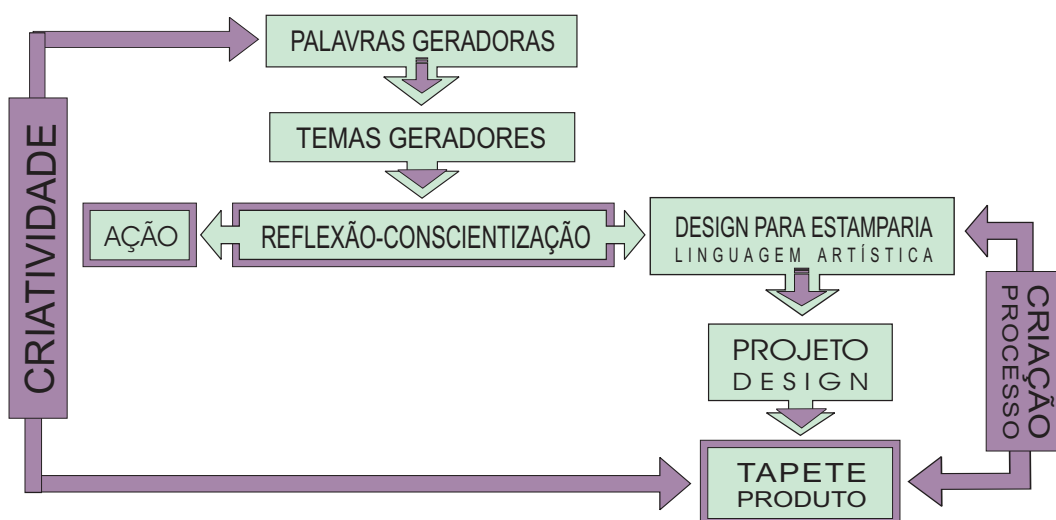 PALAVRAS GERADORAS
TEMAS GERADORES
CRIATIVIDADE
AÇÃO
REFLEXÃO-CONSCIENTIZAÇÃO
DESIGN PARA ESTAMPARIA
LINGUAGEM ARTÍSTICA
CRIAÇÃO
PROCESSO
PROJETO
DESIGN
TAPETE
PRODUTO